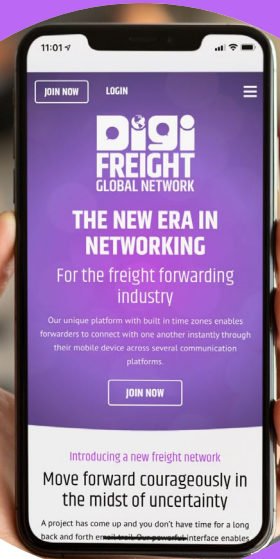 11:01
JOIN NOW LOGIN
Digi
FREIGHT
GLOBAL NETWORK
THE NEW ERA IN
NETWORKING
For the freight forwarding
industry
Our unique platform with built in time zones enables
forwarders to connect with one another instantly through
their mobile device across several communication
platforms.
JOIN NOW
Introducing a new freight network
Move forward courageously in
the midst of uncertainty
A project has come up and you don't have time for a long
back and forth email trail. Our powerful interface enables